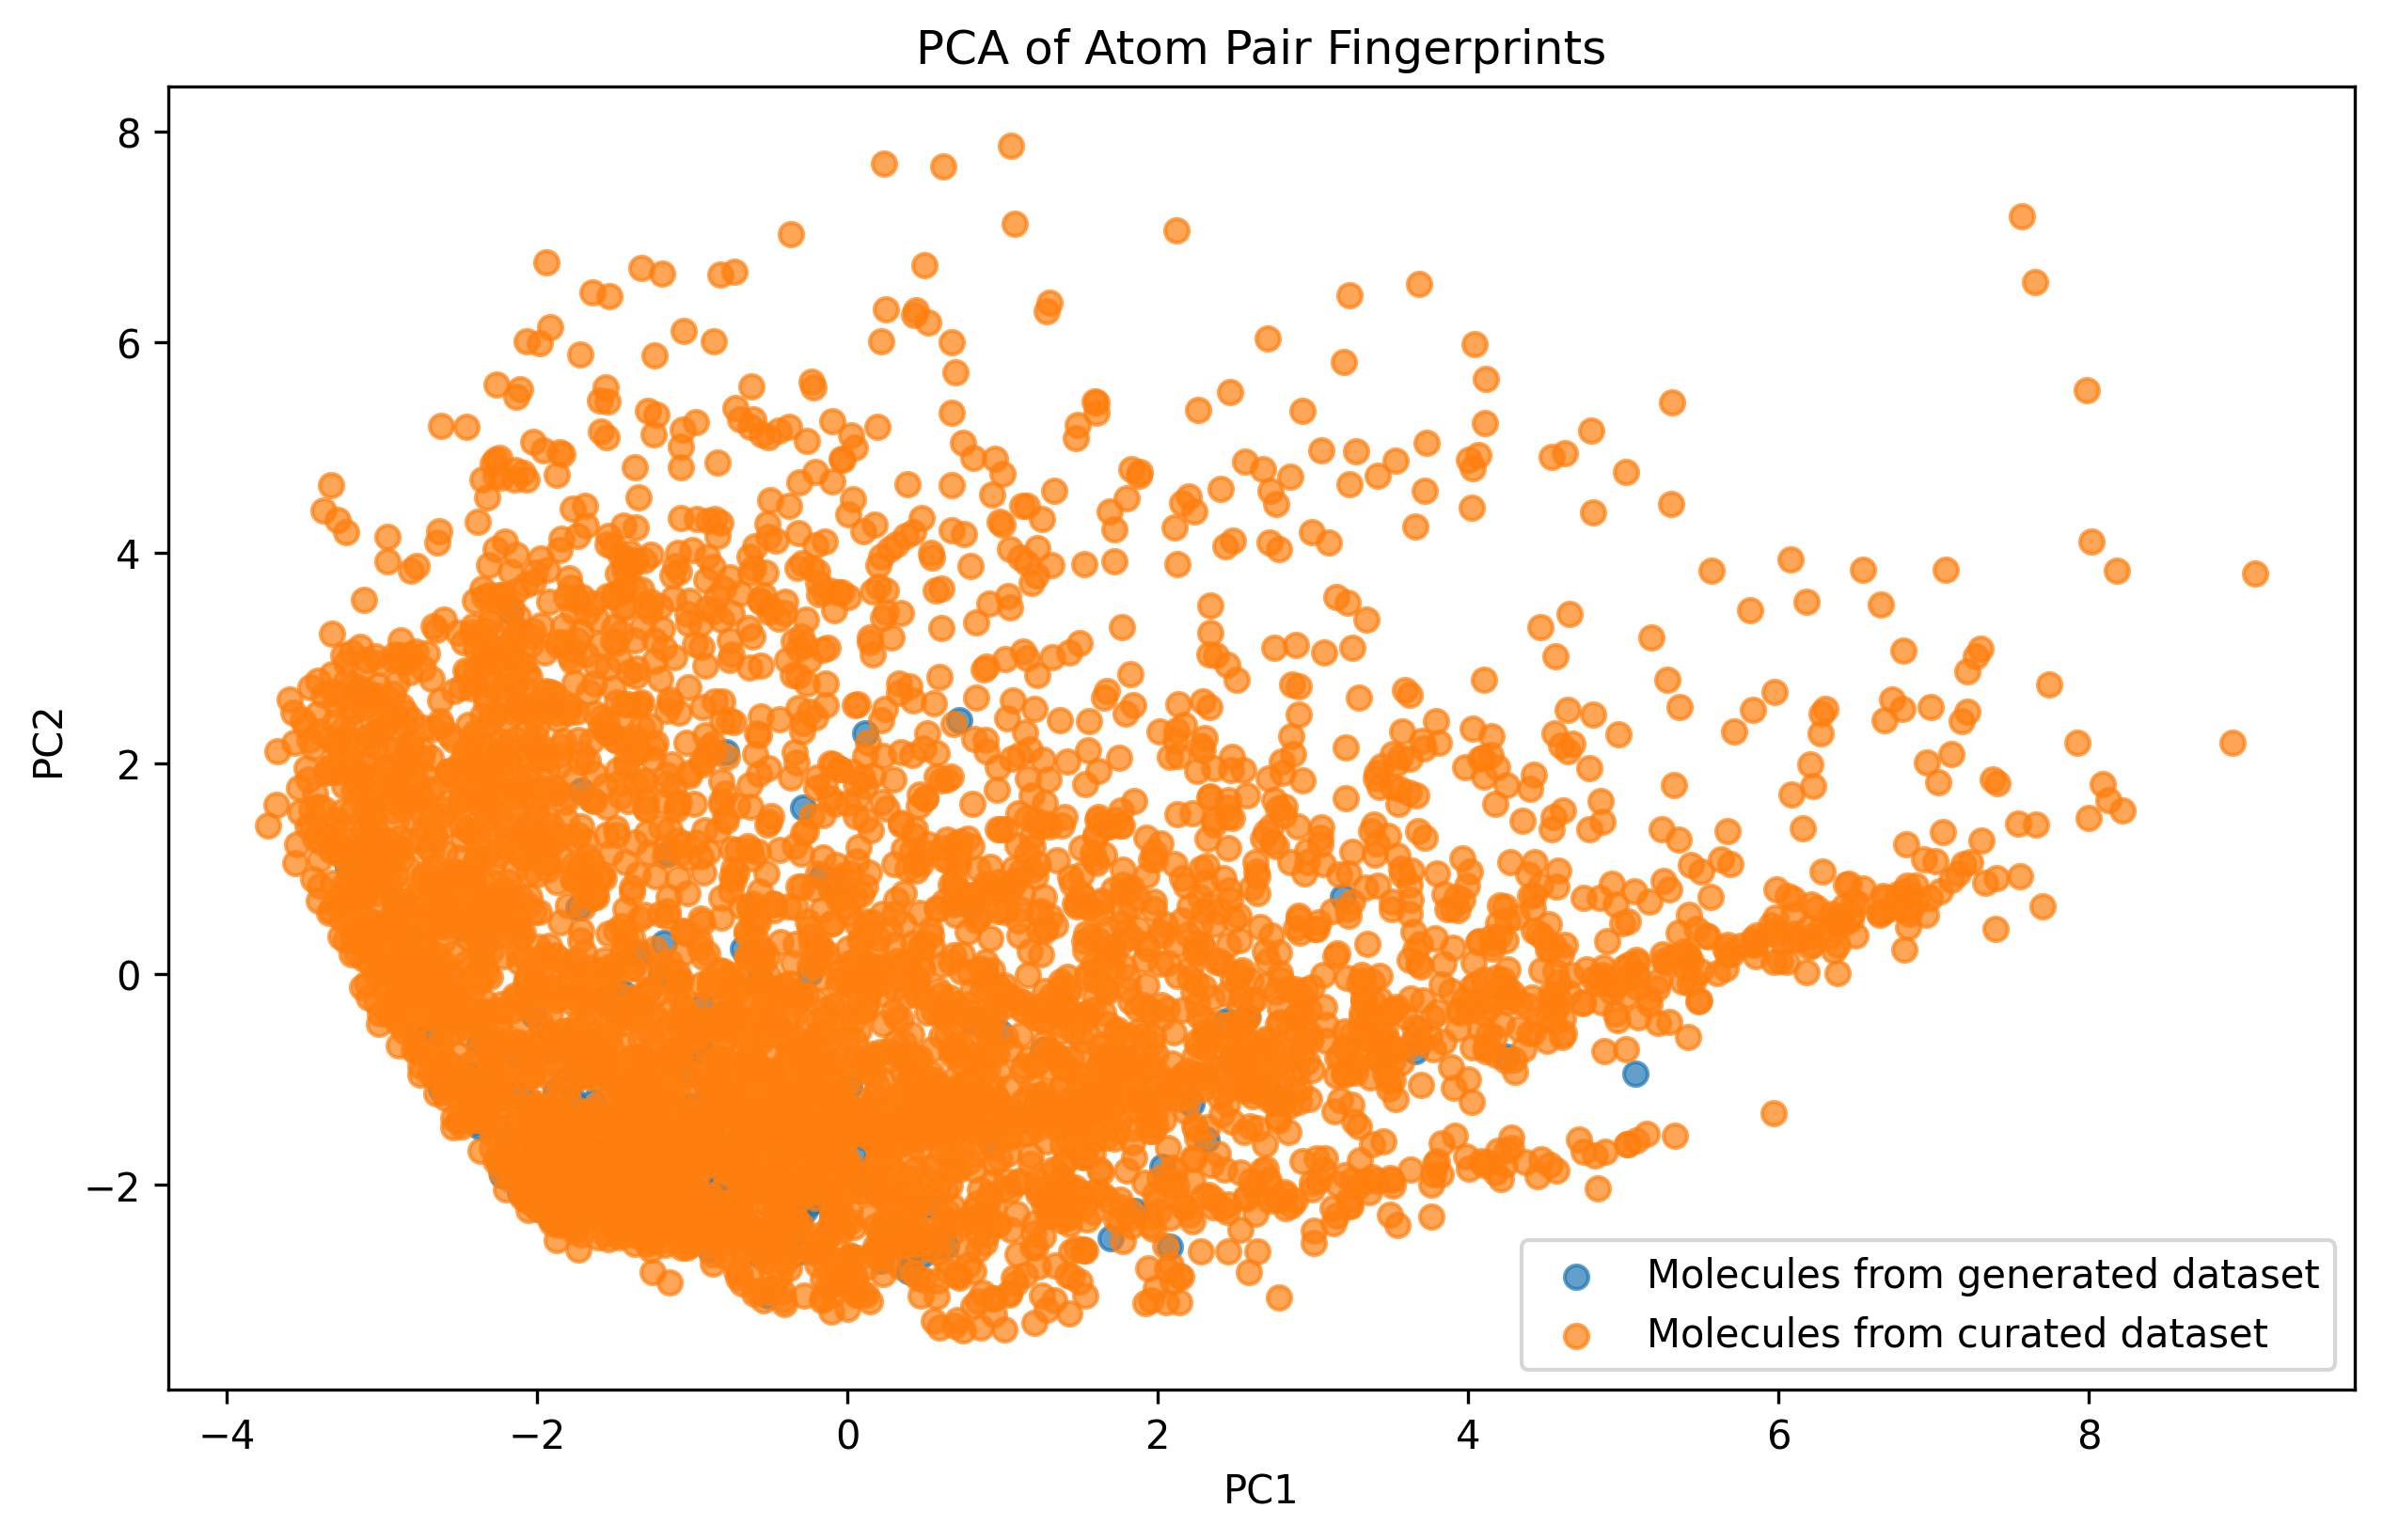 PCA of Atom Pair Fingerprints
8
6
4
2
0
−2
PC2
−4
−2
0
2
4
6
8
PC1
Molecules from generated dataset
Molecules from curated dataset